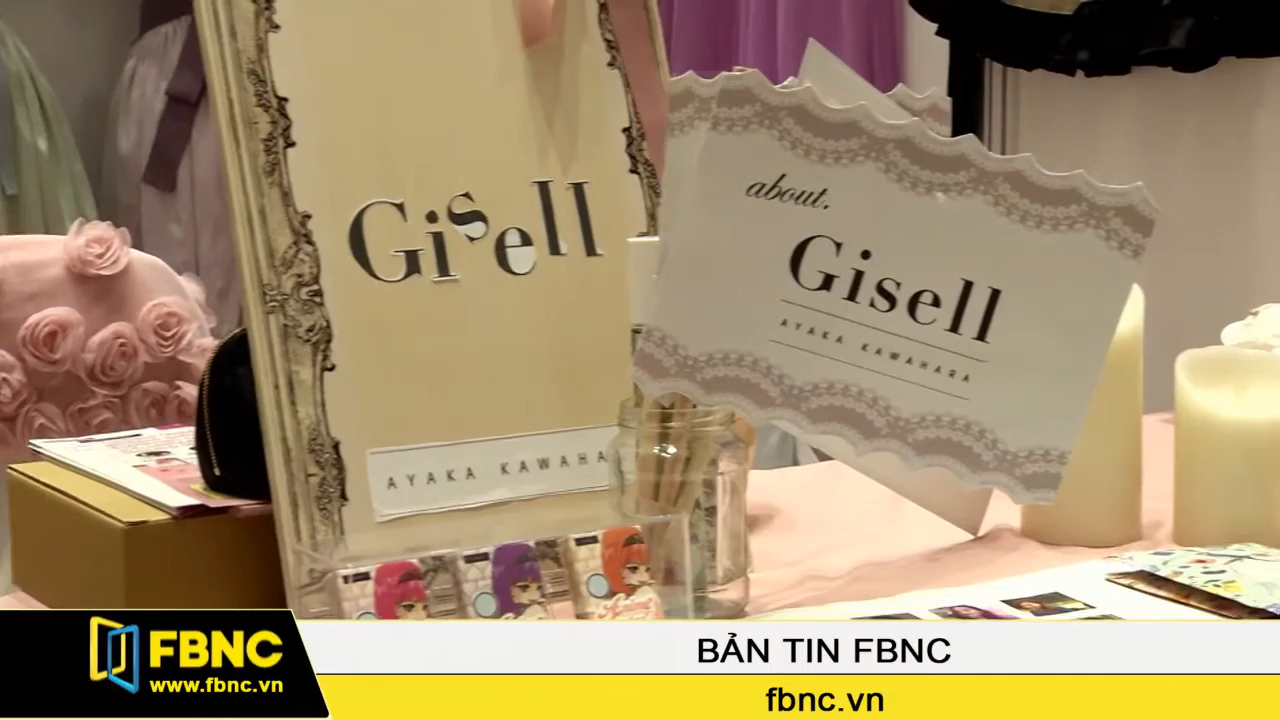 Gisell
AYAKA KAWAHA
about.
Gisell
AYAKA KAWAHARA
FBNC
www.fbnc.vn
BẢN TIN FBNC
fbnc.vn